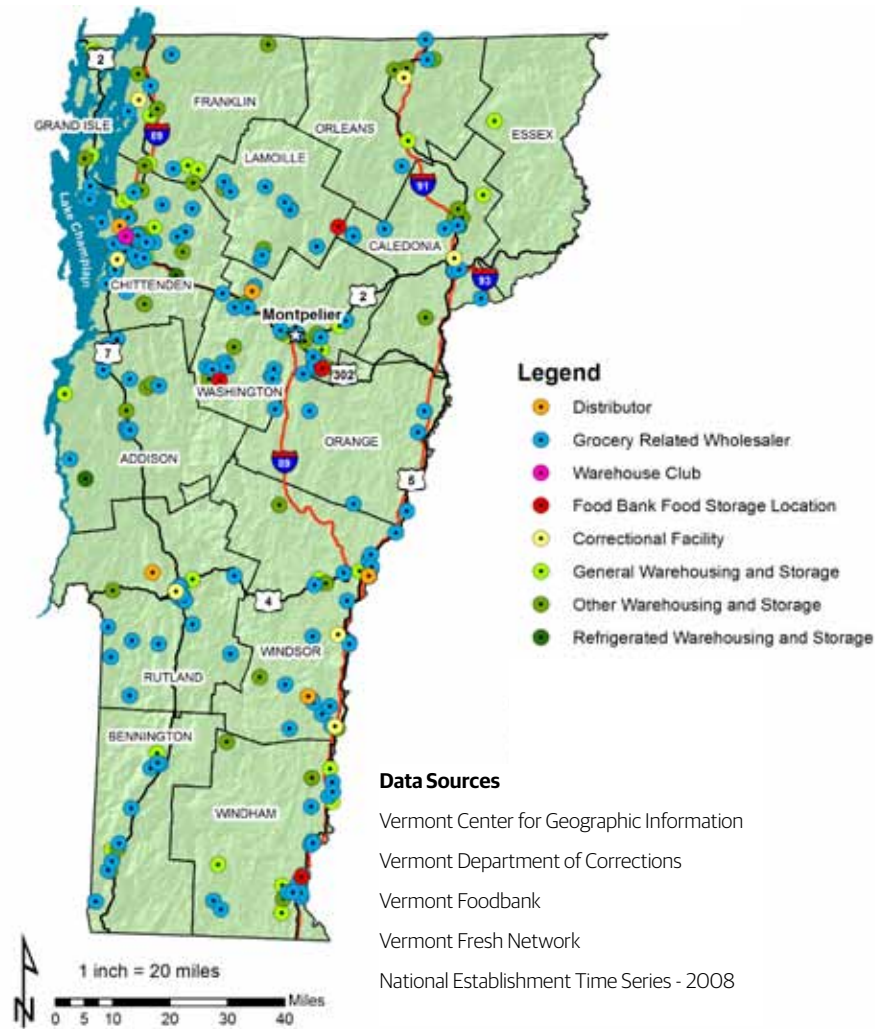 2
FRANKLIN
GRAND ISLE
89
ORLEANS
ESSEX
LAMOILLE
91
Lake Champlain
CALEDONIA
93
CHITTENDEN
2
Montpelier
7
302
WASHINGTON
ORANGE
ADDISON
89
5
4
WINDSOR
RUTLAND
BENNINGTON
WINDHAM
Legend
Distributor
Grocery Related Wholesaler
Warehouse Club
Food Bank Food Storage Location
Correctional Facility
General Warehousing and Storage
Other Warehousing and Storage
Refrigerated Warehousing and Storage
Data Sources
Vermont Center for Geographic Information
Vermont Department of Corrections
Vermont Foodbank
Vermont Fresh Network
National Establishment Time Series - 2008
N
1 inch = 20 miles
Miles
0 5 10 20 30 40